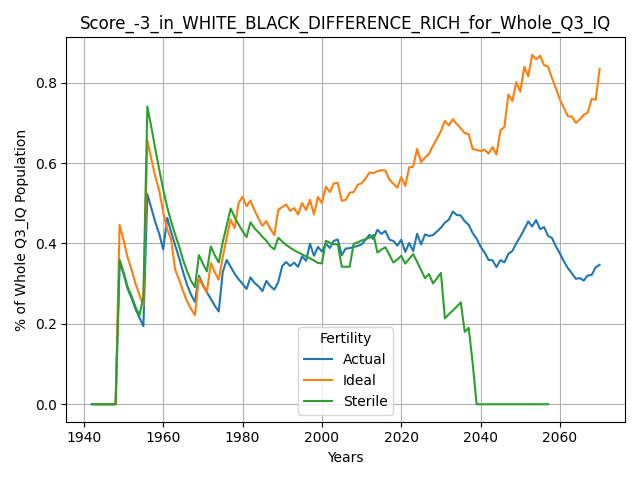 Score_-3_in_WHITE_BLACK_DIFFERENCE_RICH_for_Whole_Q3_IQ
% of Whole Q3_IQ Population
0.8
0.6
0.4
0.2
0.0
Fertility
Actual
Ideal
Sterile
1940 1960 1980 2000 2020 2040 2060
Years